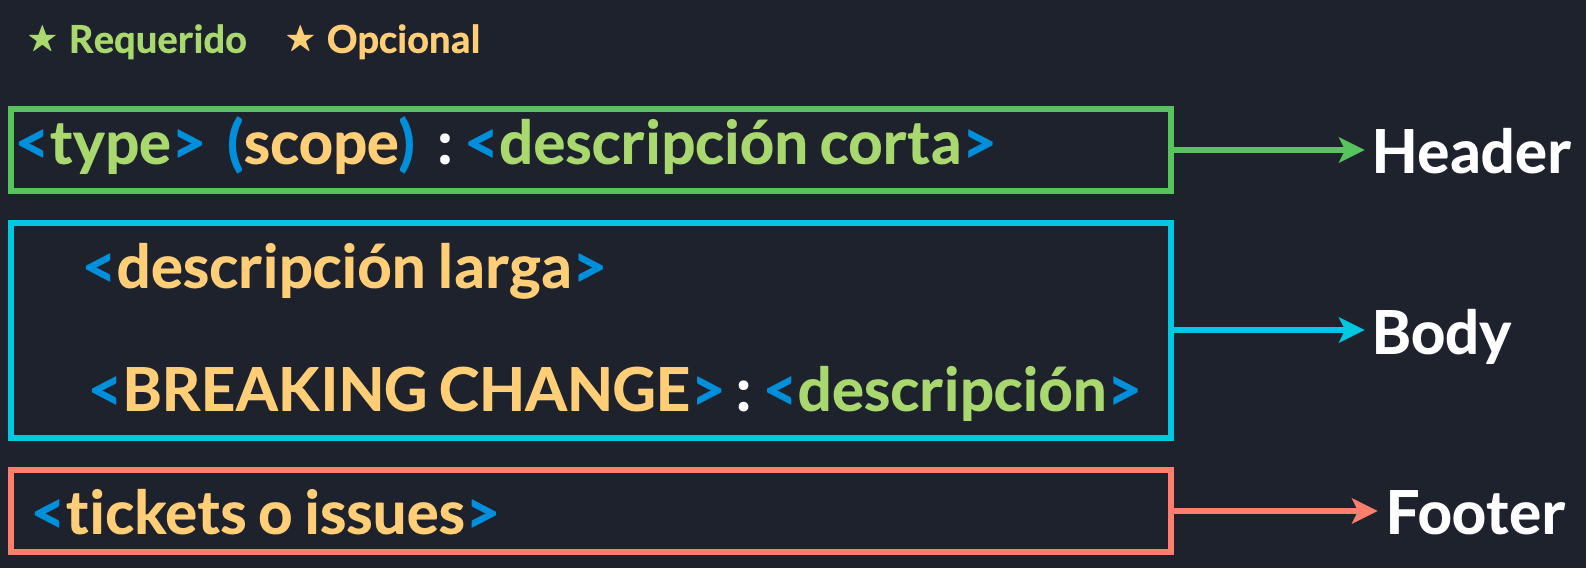 ★ Requerido ★ Opcional
<type> (scope) : <descripción corta>
Header
<descripción larga>
Body
<BREAKING CHANGE> : <descripción>
<tickets o issues>
Footer